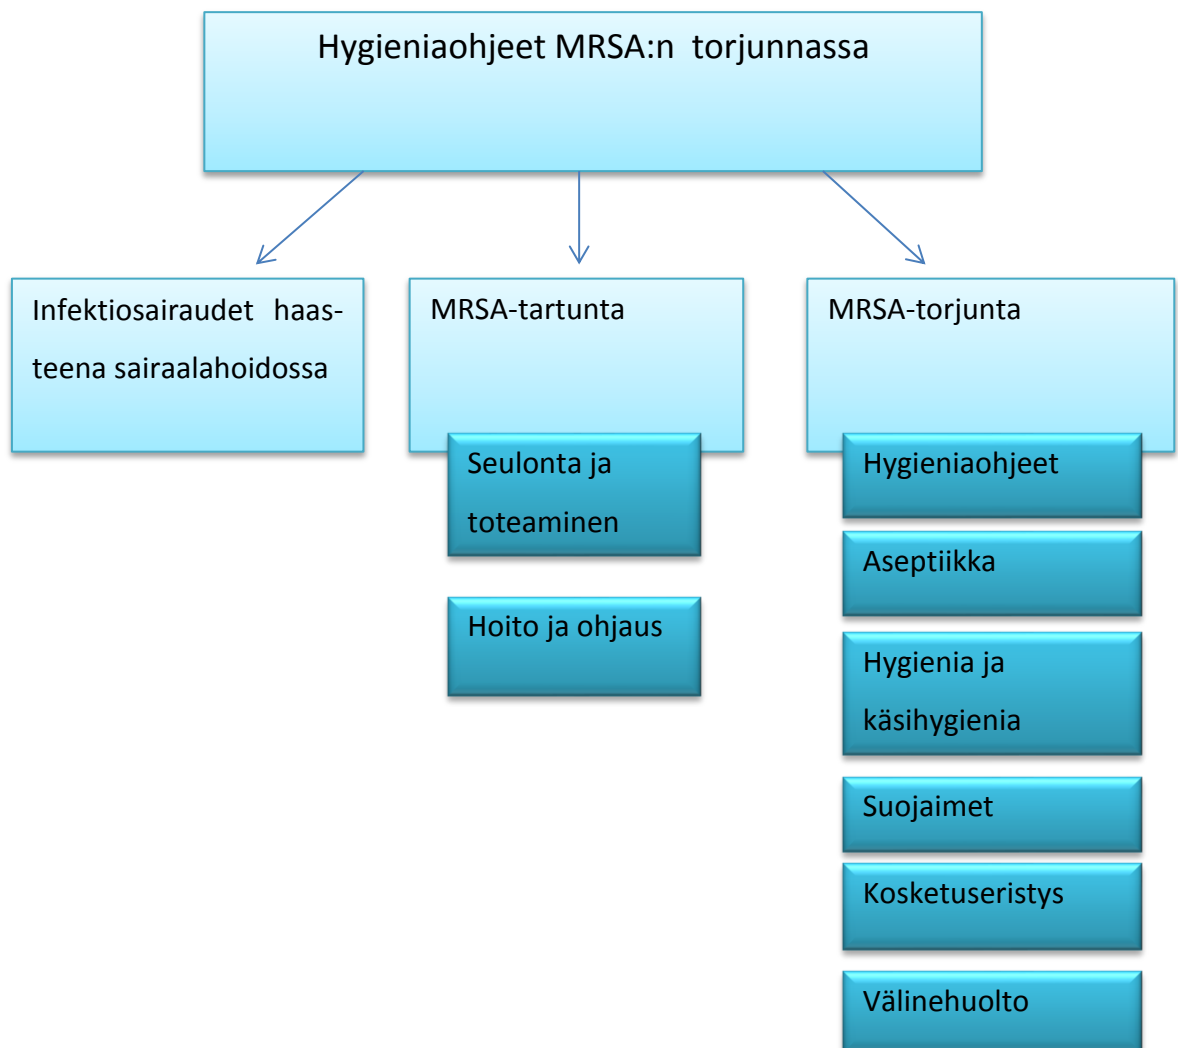 Hygieniaohjeet MRSA:n torjunnassa
Infektiosairaudet haas-
teena sairaalahoidossa
MRSA-tartunta
Seulonta ja
toteaminen
Hoito ja ohjaus
MRSA-torjunta
Hygieniaohjeet
Aseptiikka
Hygienia ja
käsihygienia
Suojaimet
Kosketuseristys
Välinehuolto